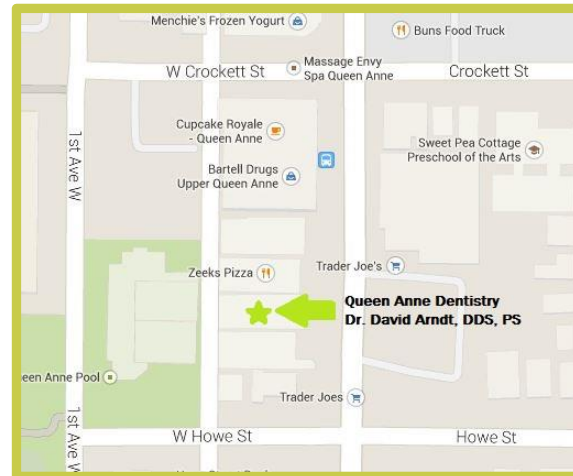 Menchie's Frozen Yogurt
Buns Food Truck
W Crockett St
Massage Envy
Spa Queen Anne
Crockett St
1st Ave W
Cupcake Royale
- Queen Anne
Sweet Pea Cottage
Preschool of the Arts
Bartell Drugs
Upper Queen Anne
Zeeks Pizza
Trader Joe's
Queen Anne Dentistry
Dr. David Arndt, DDS, PS
een Anne Pool
Trader Joes
1st Ave W
W Howe St
Howe St